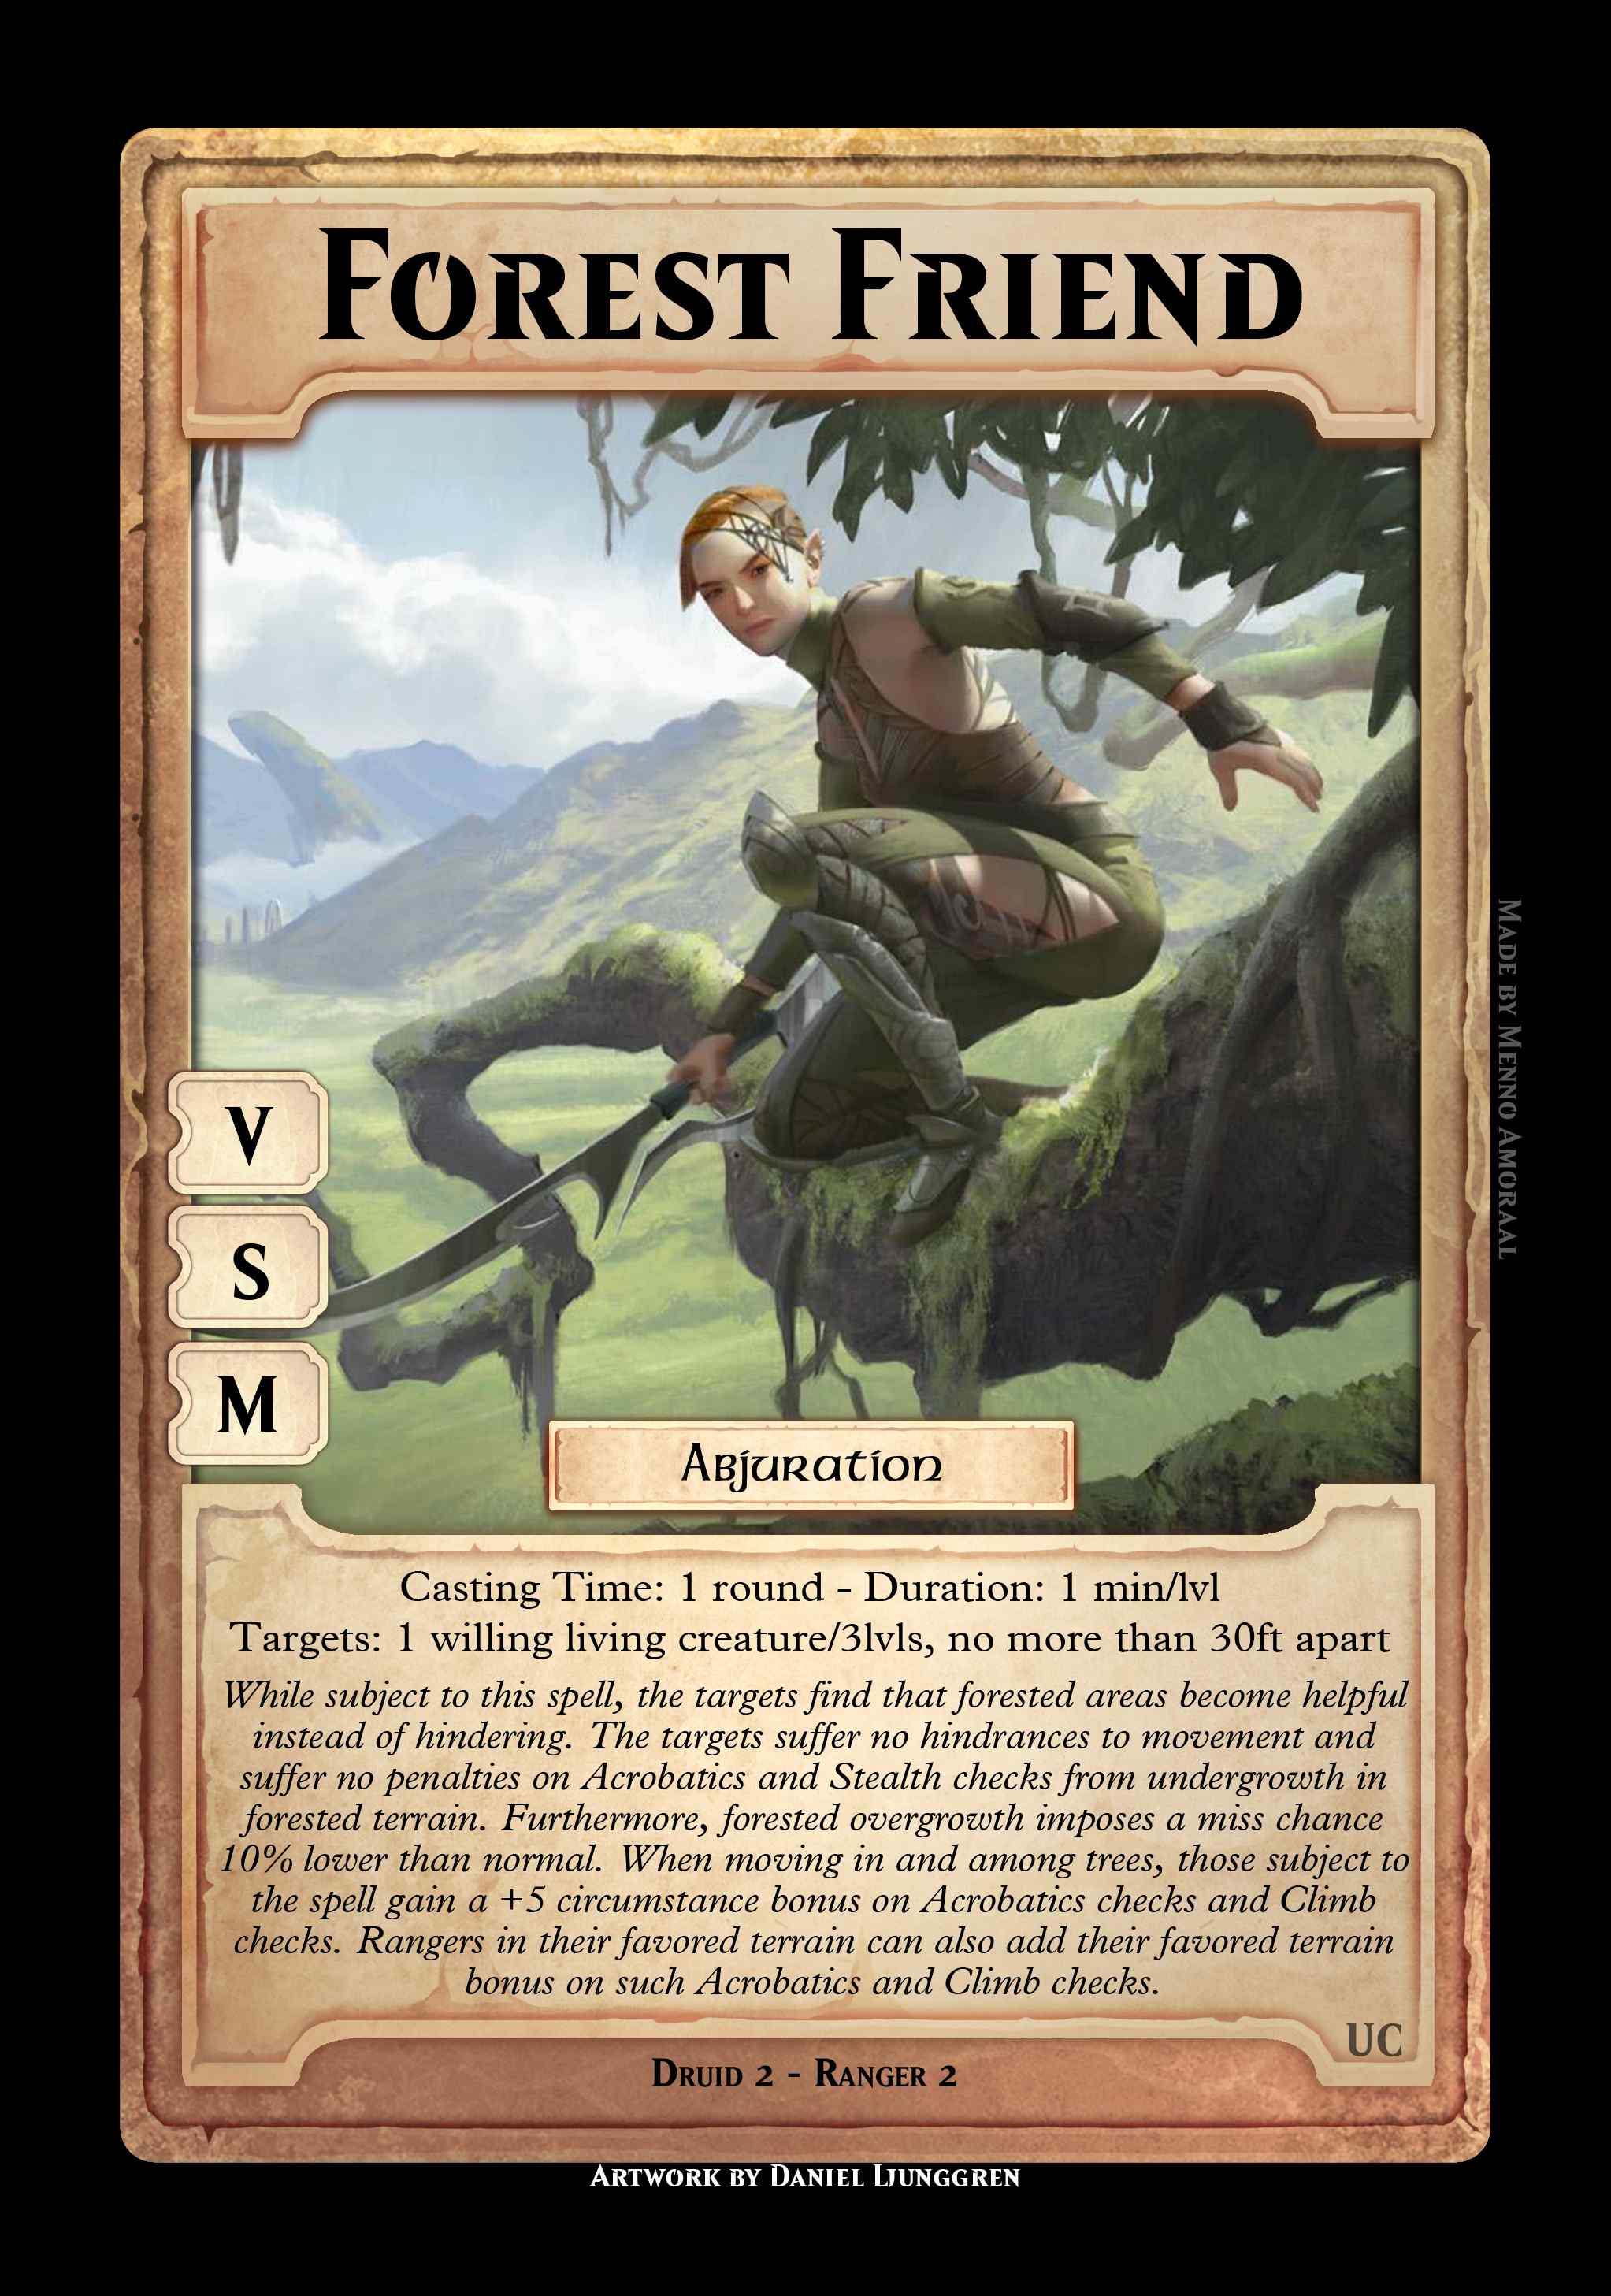 Forest Friend
Made by Menno Amoraal
V
S
M
Abjuration
Casting Time: 1 round - Duration: 1 min/lvl
Targets: 1 willing living creature/3lvls, no more than 30ft apart
While subject to this spell, the targets find that forested areas become helpful
instead of hindering. The targets suffer no hindrances to movement and
suffer no penalties on Acrobatics and Stealth checks from undergrowth in
forested terrain. Furthermore, forested overgrowth imposes a miss chance
10% lower than normal. When moving in and among trees, those subject to
the spell gain a +5 circumstance bonus on Acrobatics checks and Climb
checks. Rangers in their favored terrain can also add their favored terrain
bonus on such Acrobatics and Climb checks.
UC
Druid 2 - Ranger 2
Artwork by Daniel Ljunggren